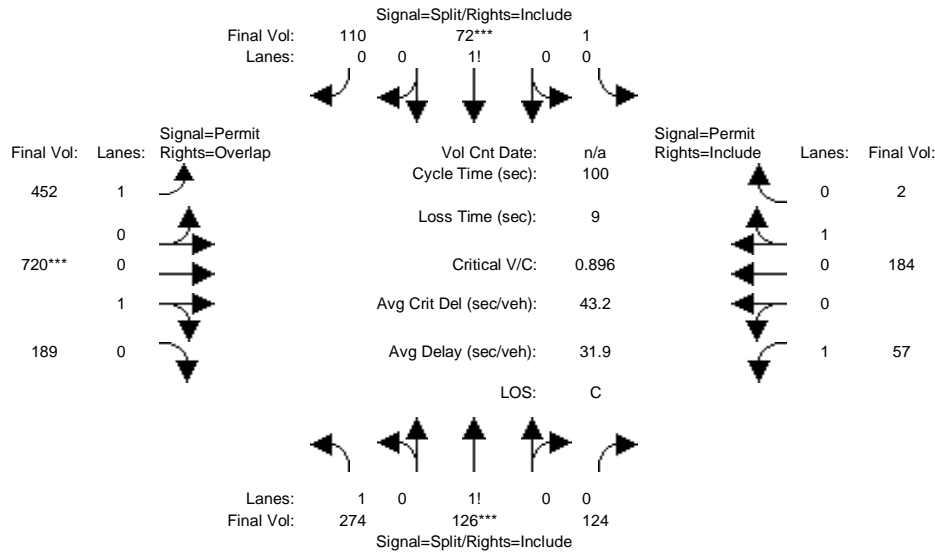 Signal=Split/Rights=Include
Final Vol: 110 72*** 1
Lanes: 0 0 1! 0 0
Signal=Permit Signal=Permit
Final Vol: Lanes: Rights=Overlap Vol Cnt Date: n/a Rights=Include Lanes: Final Vol:
Cycle Time (sec): 100
452 1 0 2
Loss Time (sec): 9
0 1
720*** 0 Critical V/C: 0.896 0 184
1 Avg Crit Del (sec/veh): 43.2 0
189 0 Avg Delay (sec/veh): 31.9 1 57
LOS: C
Lanes: 1 0 1! 0 0
Final Vol: 274 126*** 124
Signal=Split/Rights=Include